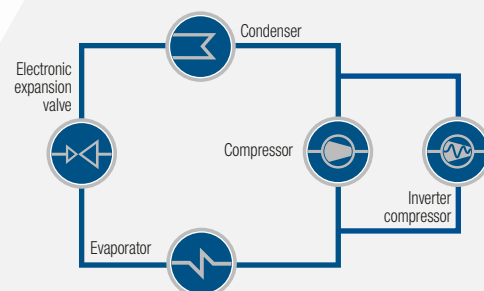 Condenser
Electronic
expansion
valve
Compressor
Inverter
compressor
Evaporator